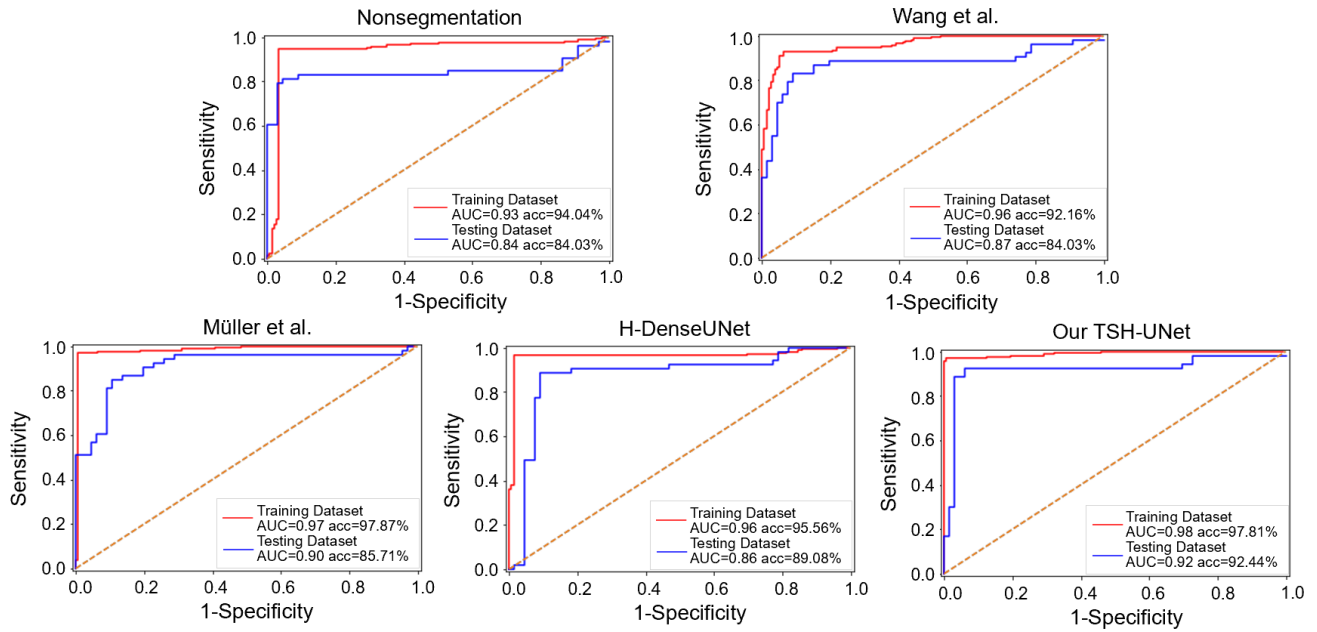 Nonsegmentation
1.0
0.8
0.6
0.4
0.2
0.0
Sensitivity
0.0
0.2
0.4
0.6
0.8
1.0
1-Specificity
Training Dataset
AUC=0.93 acc=94.04%
Testing Dataset
AUC=0.84 acc=84.03%
Wang et al.
1.0
0.8
0.6
0.4
0.2
0.0
Sensitivity
0.0
0.2
0.4
0.6
0.8
1.0
1-Specificity
Training Dataset
AUC=0.96 acc=92.16%
Testing Dataset
AUC=0.87 acc=84.03%
Müller et al.
1.0
0.8
0.6
0.4
0.2
0.0
Sensitivity
0.0
0.2
0.4
0.6
0.8
1.0
1-Specificity
Training Dataset
AUC=0.97 acc=97.87%
Testing Dataset
AUC=0.90 acc=85.71%
H-DenseUNet
1.0
0.8
0.6
0.4
0.2
0.0
Sensitivity
0.0
0.2
0.4
0.6
0.8
1.0
1-Specificity
Training Dataset
AUC=0.96 acc=95.56%
Testing Dataset
AUC=0.86 acc=89.08%
Our TSH-UNet
1.0
0.8
0.6
0.4
0.2
0.0
Sensitivity
0.0
0.2
0.4
0.6
0.8
1.0
1-Specificity
Training Dataset
AUC=0.98 acc=97.81%
Testing Dataset
AUC=0.92 acc=92.44%